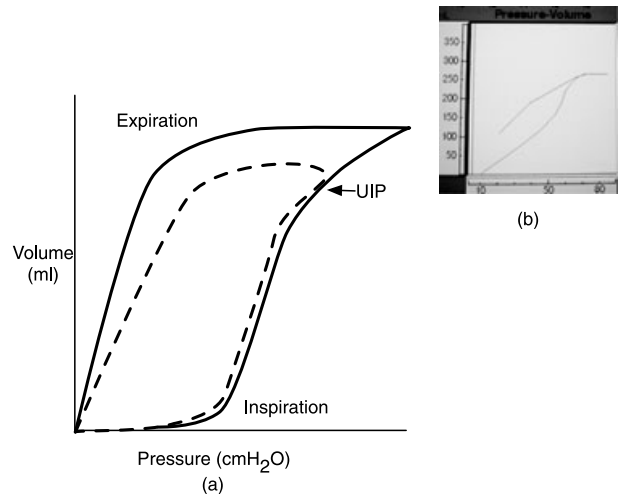 Expiration
UIP
Volume
(ml)
Inspiration
Pressure (cmH2O)
(a)
Pressure-Volume
350
300
250
200
150
100
50
10
50
(b)